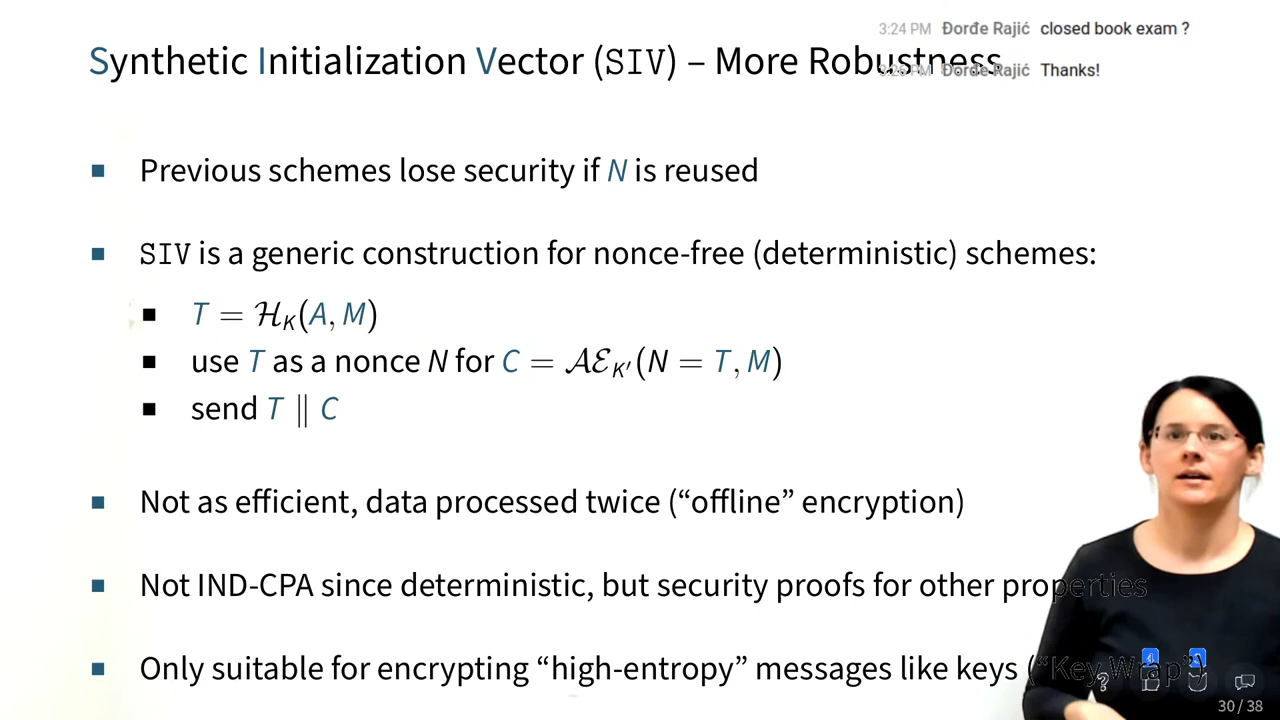 3:24 PM Đorđe Rajić closed book exam ?
Synthetic Initialization Vector (SIV) – More Robustness
Đorđe Rajić Thanks!
Previous schemes lose security if N is reused
SIV is a generic construction for nonce-free (deterministic) schemes:
T = ℋ_K(A, M)
use T as a nonce N for C = 𝒜ℰ_K′(N = T, M)
send T ∥ C
Not as efficient, data processed twice (“offline” encryption)
Not IND-CPA since deterministic, but security proofs for other properties
Only suitable for encrypting “high-entropy” messages like keys (“Key Wrap”)
30 / 38